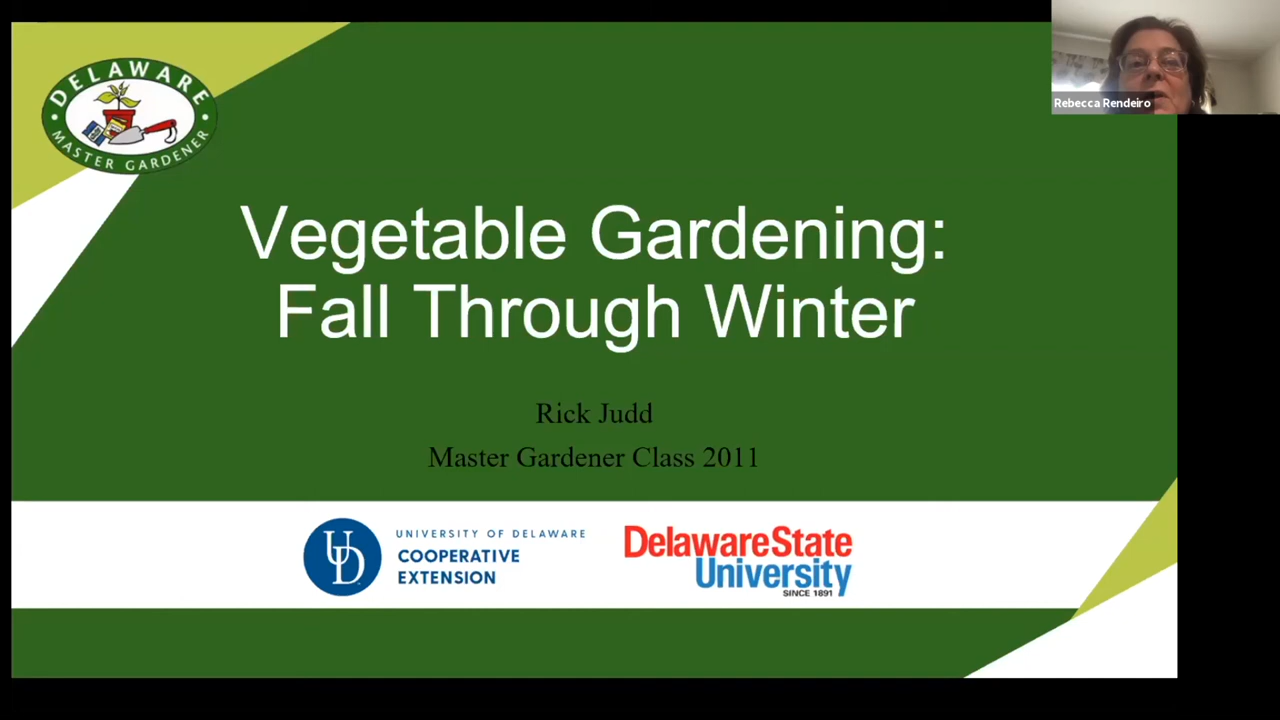 DELAWARE
MASTER GARDENER
Rebecca Rendeiro
Vegetable Gardening:
Fall Through Winter
Rick Judd
Master Gardener Class 2011
UD
UNIVERSITY OF DELAWARE
COOPERATIVE
EXTENSION
DelawareState
University
SINCE 1891